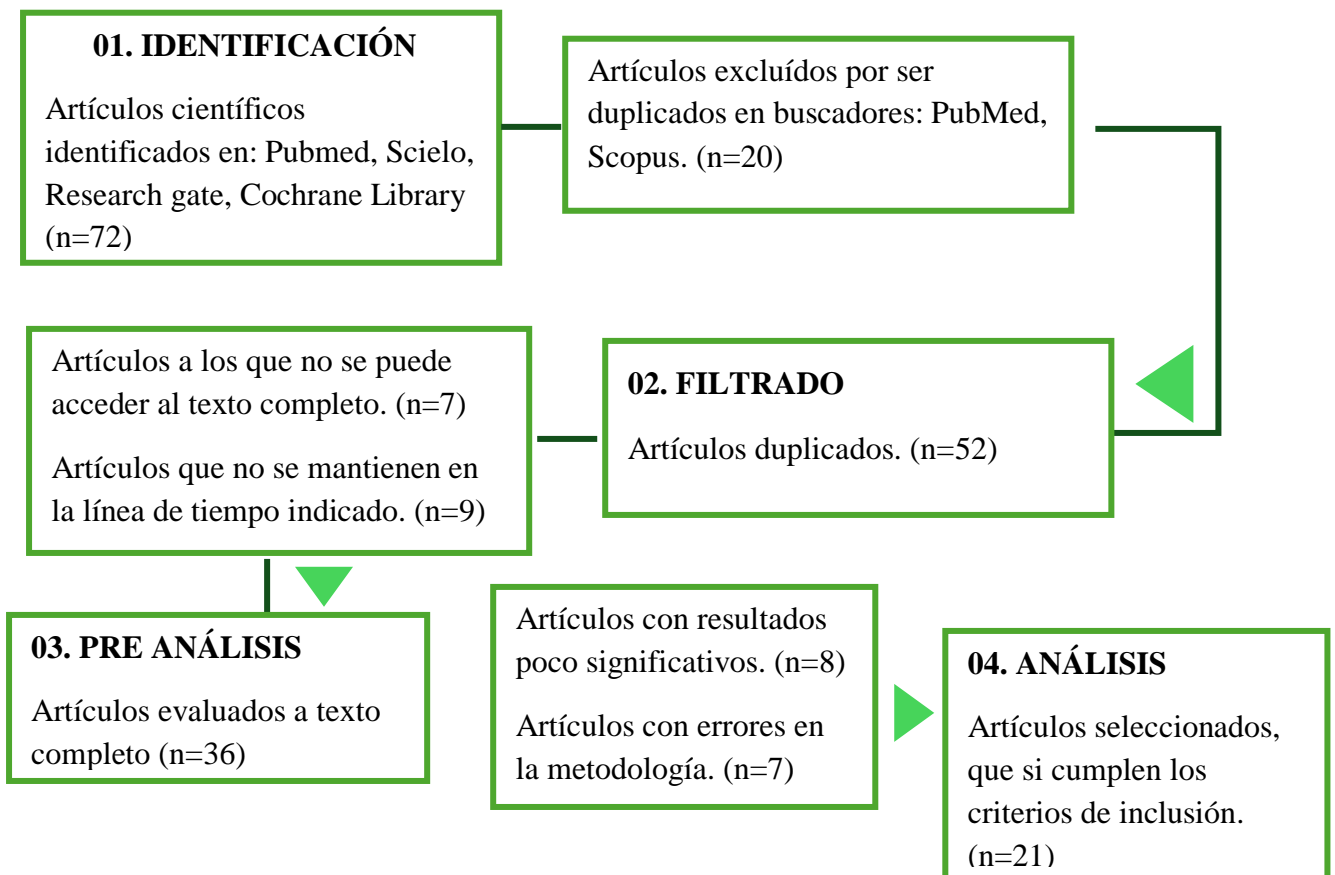 01. IDENTIFICACIÓN
Artículos científicos
identificados en: Pubmed, Scielo,
Research gate, Cochrane Library
(n=72)
Artículos excluídos por ser
duplicados en buscadores: PubMed,
Scopus. (n=20)
02. FILTRADO
Artículos duplicados. (n=52)
Artículos a los que no se puede
acceder al texto completo. (n=7)
Artículos que no se mantienen en
la línea de tiempo indicado. (n=9)
03. PRE ANÁLISIS
Artículos evaluados a texto
completo (n=36)
Artículos con resultados
poco significativos. (n=8)
Artículos con errores en
la metodología. (n=7)
04. ANÁLISIS
Artículos seleccionados,
que si cumplen los
criterios de inclusión.
(n=21)